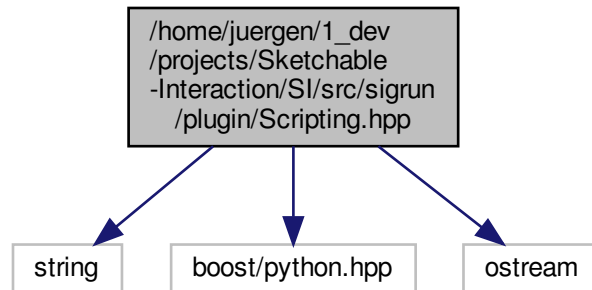 /home/juergen/1_dev
/projects/Sketchable
-Interaction/SI/src/sigrun
/plugin/Scripting.hpp
string
boost/python.hpp
ostream